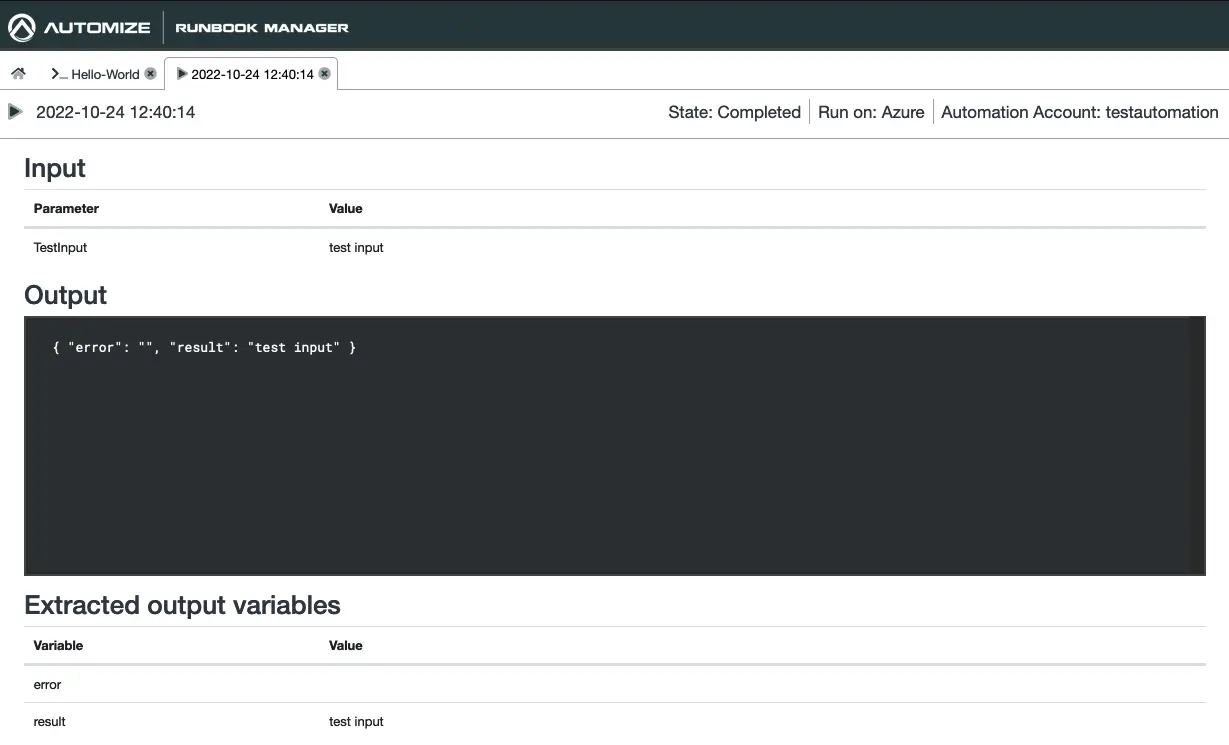 AUTOMIZE RUNBOOK MANAGER
>_ Hello-World 2022-10-24 12:40:14
2022-10-24 12:40:14 State: Completed Run on: Azure Automation Account: testautomation
Input
Parameter Value
TestInput test input
Output
{ "error": "", "result": "test input" }
Extracted output variables
Variable Value
error
result test input